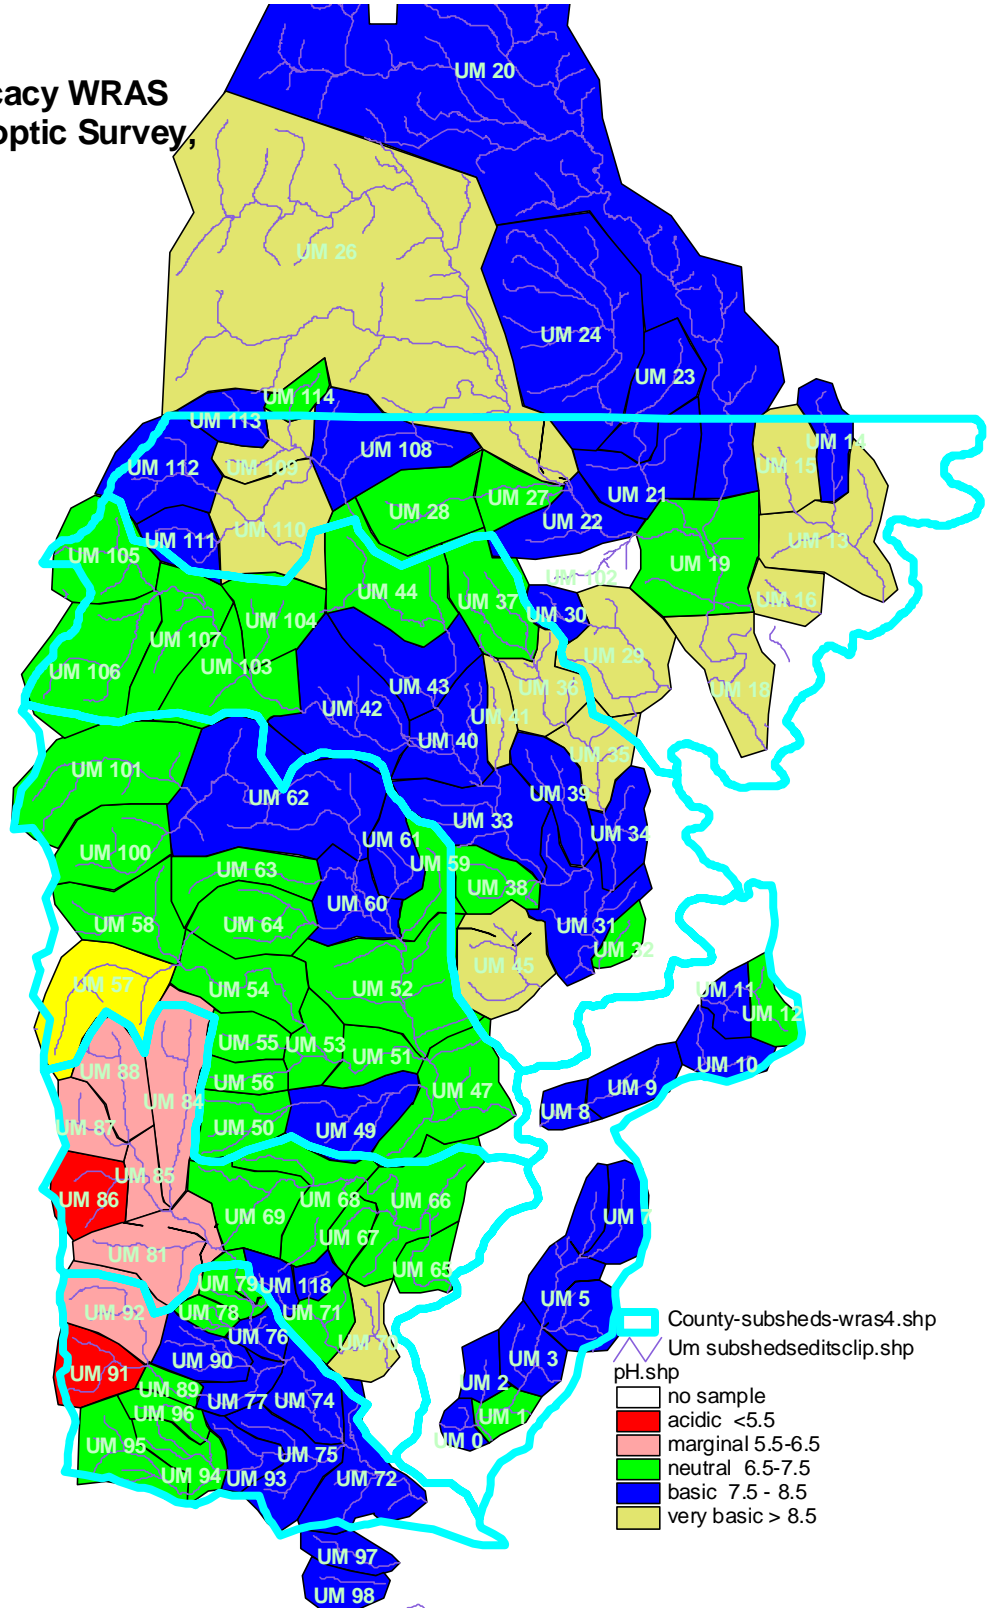 cacy WRAS
optic Survey,
UM 20
UM 26
UM 24
UM 23
UM 114
UM 113
UM 14
UM 108
UM 112
UM 109
UM 15
UM 21
UM 27
UM 28
UM 22
UM 110
UM 111
UM 13
UM 105
UM 19
UM 102
UM 44
UM 37
UM 16
UM 30
UM 104
UM 107
UM 29
UM 103
UM 106
UM 43
UM 36
UM 18
UM 42
UM 41
UM 40
UM 35
UM 101
UM 62
UM 39
UM 33
UM 34
UM 61
UM 100
UM 59
UM 63
UM 38
UM 60
UM 58
UM 64
UM 31
UM 32
UM 45
UM 57
UM 54
UM 52
UM 11
UM 12
UM 55
UM 53
UM 51
UM 88
UM 10
UM 56
UM 9
UM 47
UM 84
UM 8
UM 87
UM 50
UM 49
UM 85
UM 86
UM 68
UM 66
UM 69
UM 7
UM 67
UM 81
UM 65
UM 79
UM 118
UM 5
UM 92
UM 78
UM 71
UM 76
UM 70
UM 90
UM 3
UM 91
UM 2
UM 89
UM 77
UM 74
UM 96
UM 1
UM 95
UM 0
UM 75
UM 94
UM 93
UM 72
UM 97
UM 98
County-subsheds-wras4.shp
Um subshedseditsclip.shp
pH.shp
no sample
acidic <5.5
marginal 5.5-6.5
neutral 6.5-7.5
basic 7.5 - 8.5
very basic > 8.5